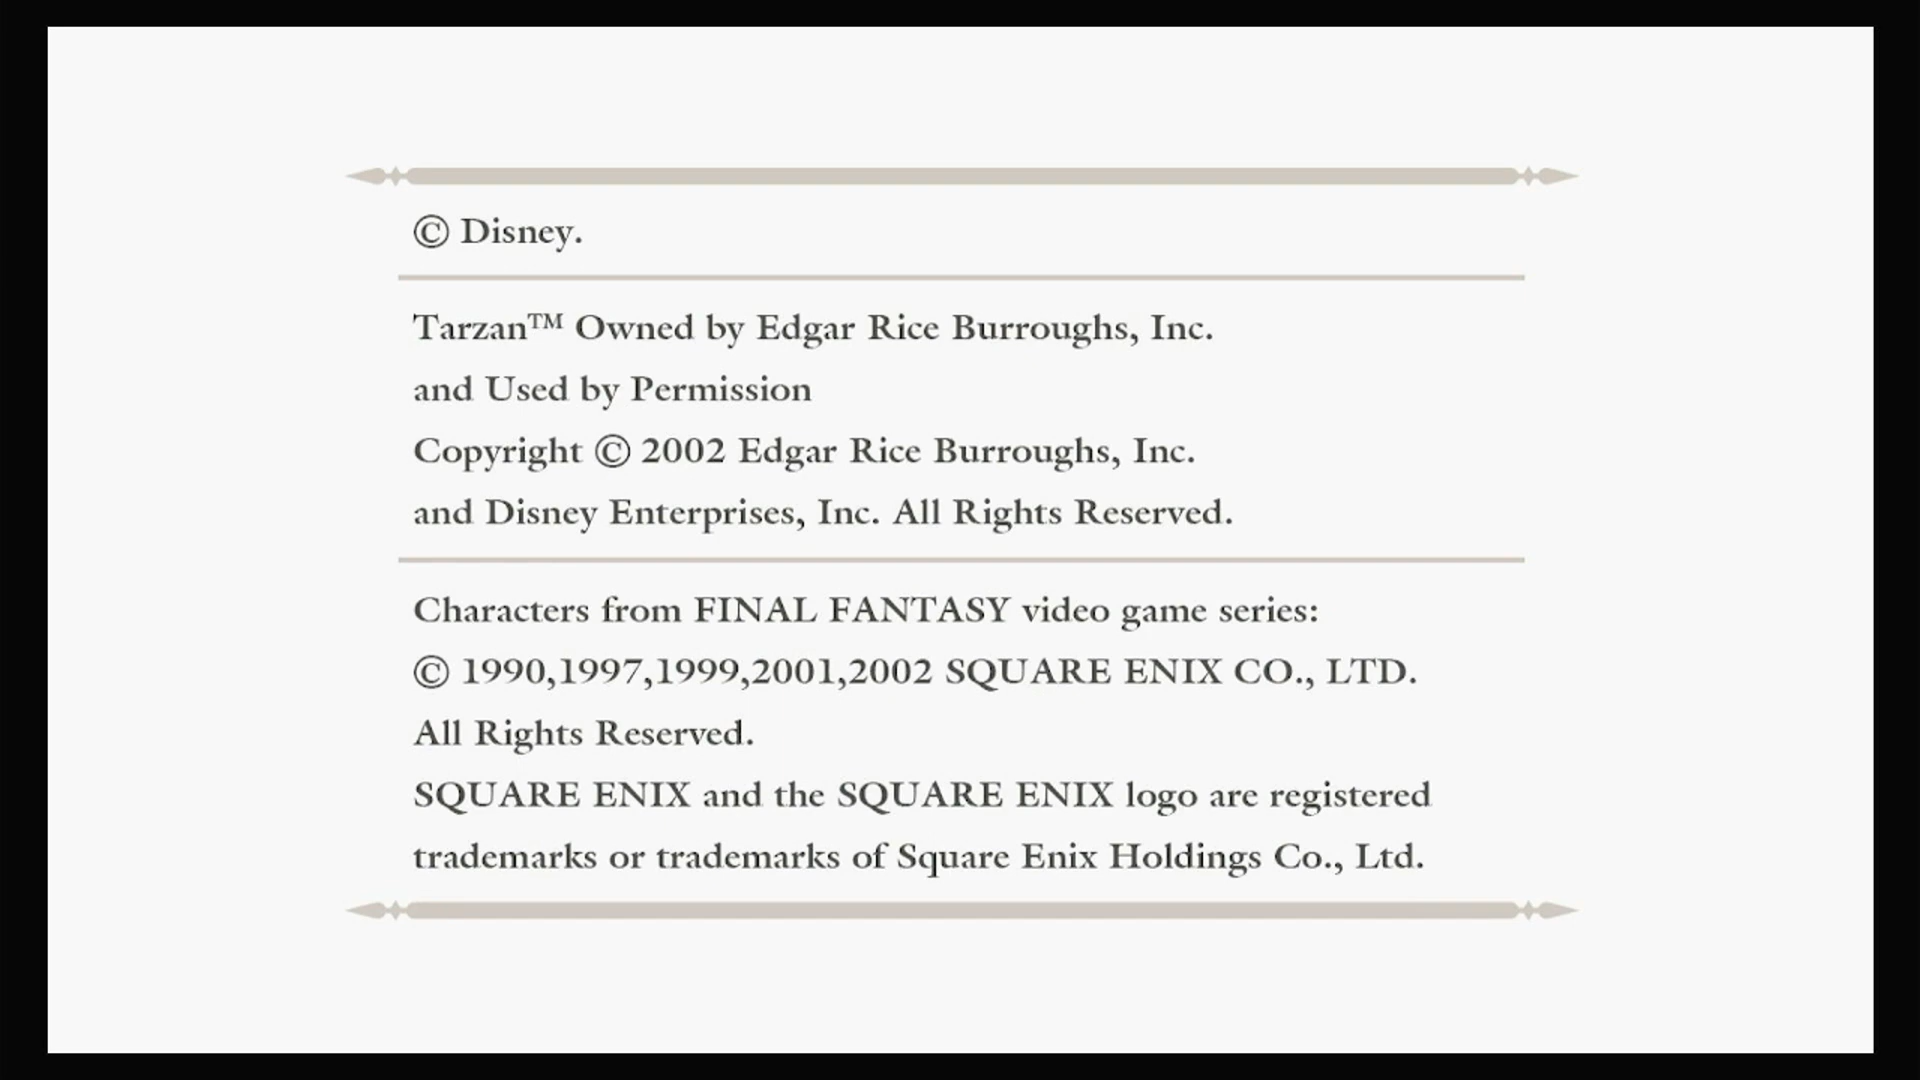 © Disney.
Tarzan™ Owned by Edgar Rice Burroughs, Inc.
and Used by Permission
Copyright © 2002 Edgar Rice Burroughs, Inc.
and Disney Enterprises, Inc. All Rights Reserved.
Characters from FINAL FANTASY video game series:
© 1990,1997,1999,2001,2002 SQUARE ENIX CO., LTD.
All Rights Reserved.
SQUARE ENIX and the SQUARE ENIX logo are registered
trademarks or trademarks of Square Enix Holdings Co., Ltd.